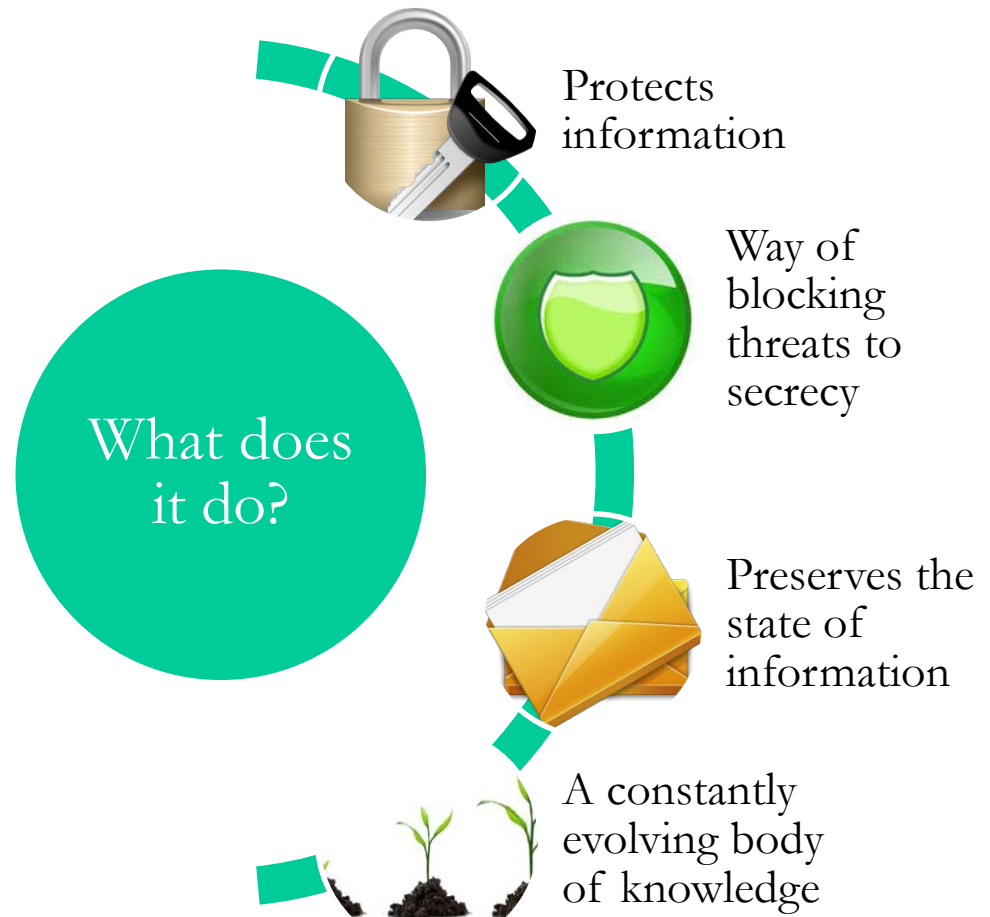 Protects
information
Way of
blocking
threats to
secrecy
What does
it do?
Preserves the
state of
information
A constantly
evolving body
of knowledge